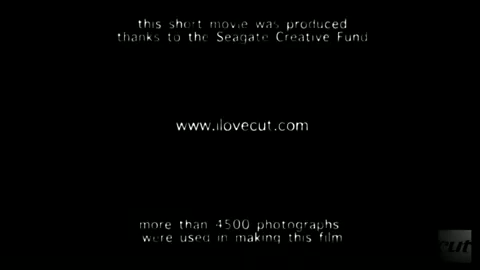 this short movie was produced
thanks to the Seagate Creative Fund
www.ilovecut.com
more than 4500 photographs
were used in making this film
cut